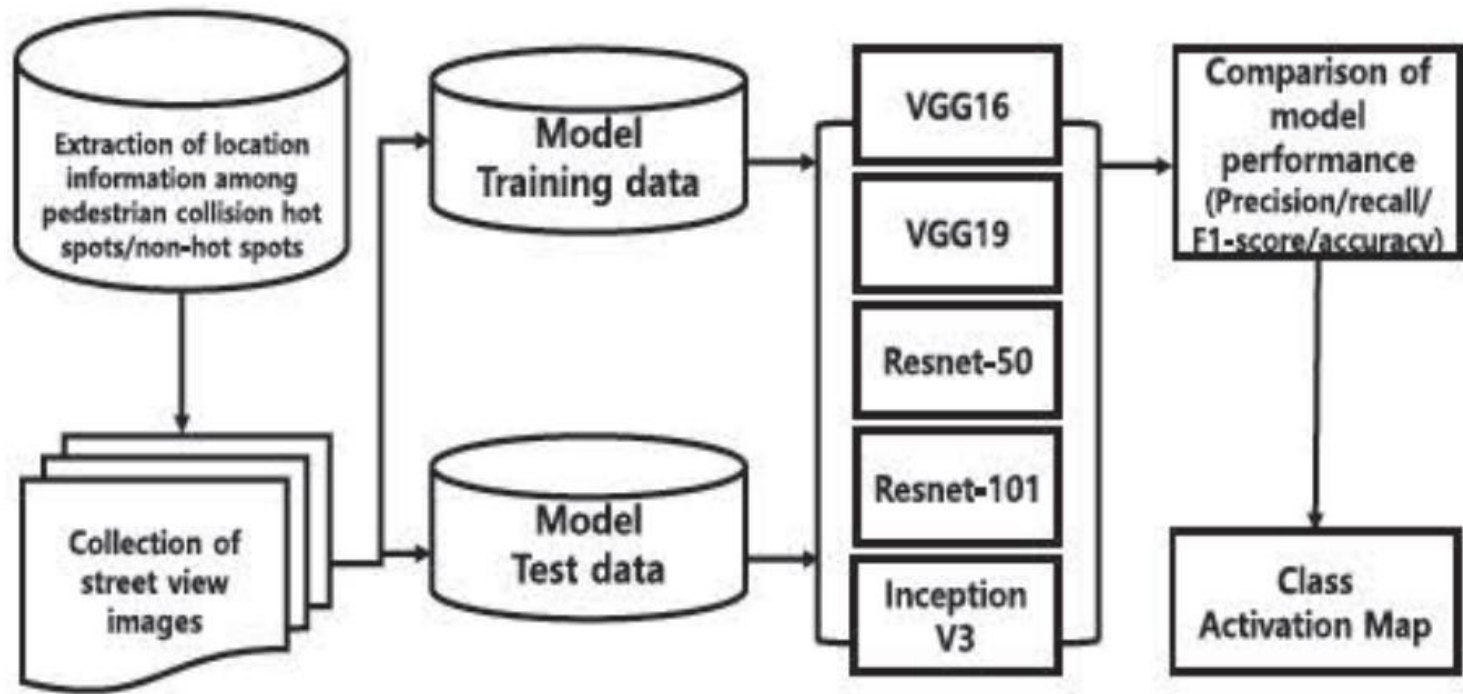 Extraction of location
information among
pedestrian collision hot
spots/non-hot spots
Collection of
street view
images
Model
Training data
Model
Test data
VGG16
VGG19
Resnet-50
Resnet-101
Inception
V3
Comparison of
model
performance
(Precision/recall/
F1-score/accuracy)
Class
Activation Map